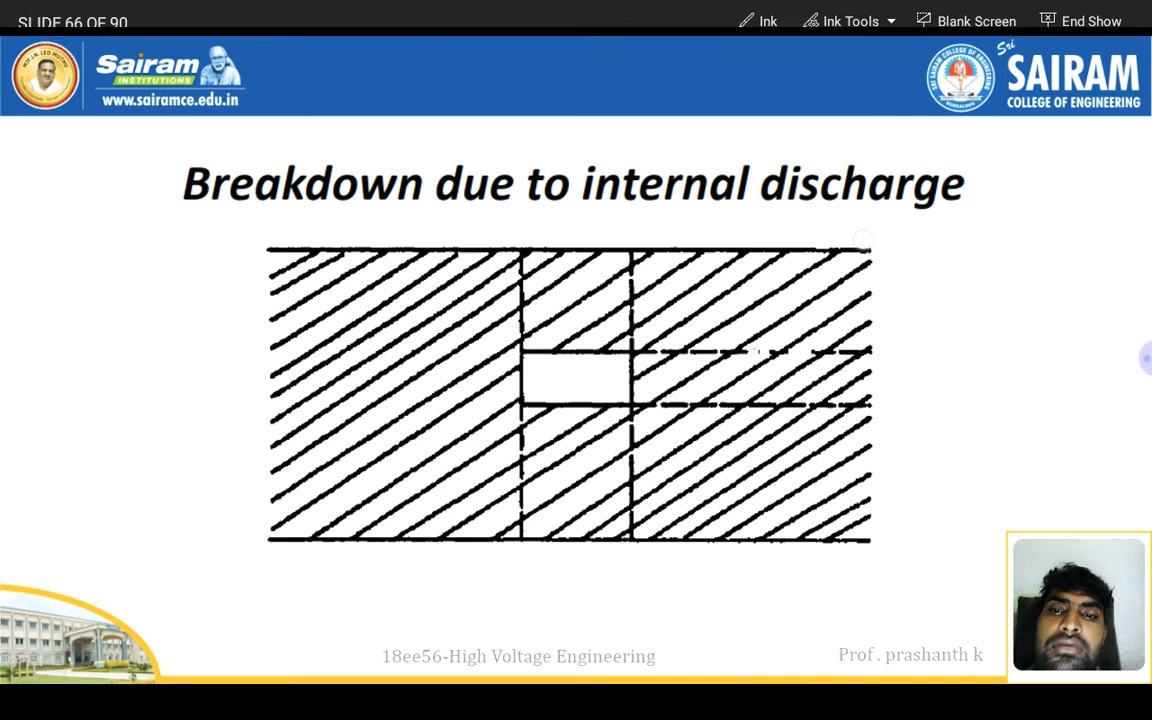 SLIDE 66 OF 90
Ink
Ink Tools
Blank Screen
End Show
Sairam
INSTITUTIONS
www.sairamce.edu.in
Sri
SAIRAM
COLLEGE OF ENGINEERING
Breakdown due to internal discharge
18ee56-High Voltage Engineering
Prof . prashanth k